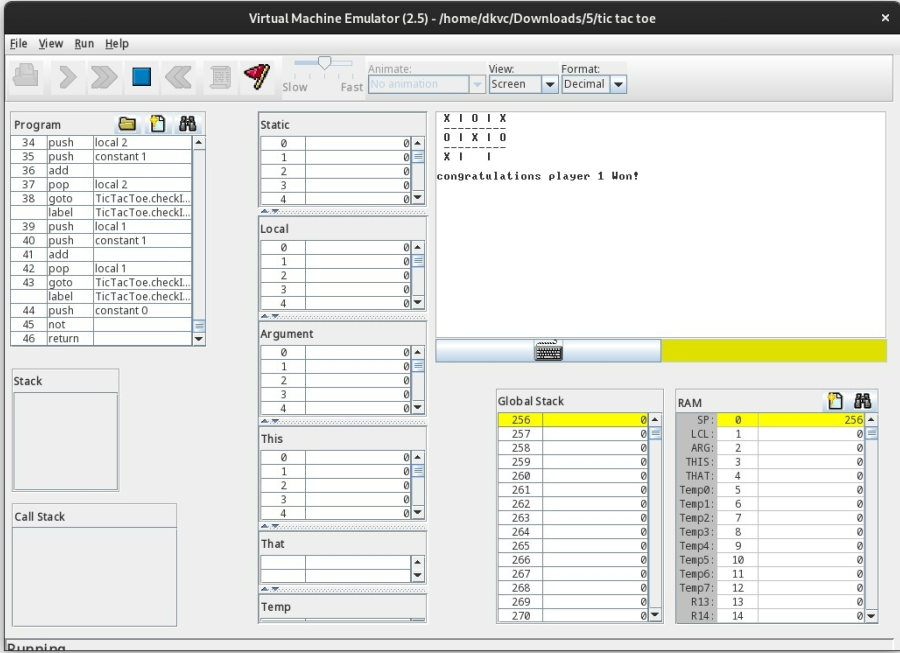 Virtual Machine Emulator (2.5) - /home/dkvc/Downloads/5/tic tac toe ×
File View Run Help
Slow Fast
Animate:
No animation
View:
Screen
Format:
Decimal
Program
34 push local 2
35 push constant 1
36 add
37 pop local 2
38 goto TicTacToe.checkI...
label TicTacToe.checkI...
39 push local 1
40 push constant 1
41 add
42 pop local 1
43 goto TicTacToe.checkI...
label TicTacToe.checkI...
44 push constant 0
45 not
46 return
Stack
Call Stack
Static
0 0
1 0
2 0
3 0
4 0
Local
0 0
1 0
2 0
3 0
4 0
Argument
0 0
1 0
2 0
3 0
4 0
This
0 0
1 0
2 0
3 0
4 0
That
Temp
X | O | X
---------
O | X | O
---------
X |   |
congratulations player 1 Won!
Global Stack
256 0
257 0
258 0
259 0
260 0
261 0
262 0
263 0
264 0
265 0
266 0
267 0
268 0
269 0
270 0
RAM
SP: 0 256
LCL: 1 0
ARG: 2 0
THIS: 3 0
THAT: 4 0
Temp0: 5 0
Temp1: 6 0
Temp2: 7 0
Temp3: 8 0
Temp4: 9 0
Temp5: 10 0
Temp6: 11 0
Temp7: 12 0
R13: 13 0
R14: 14 0
Running